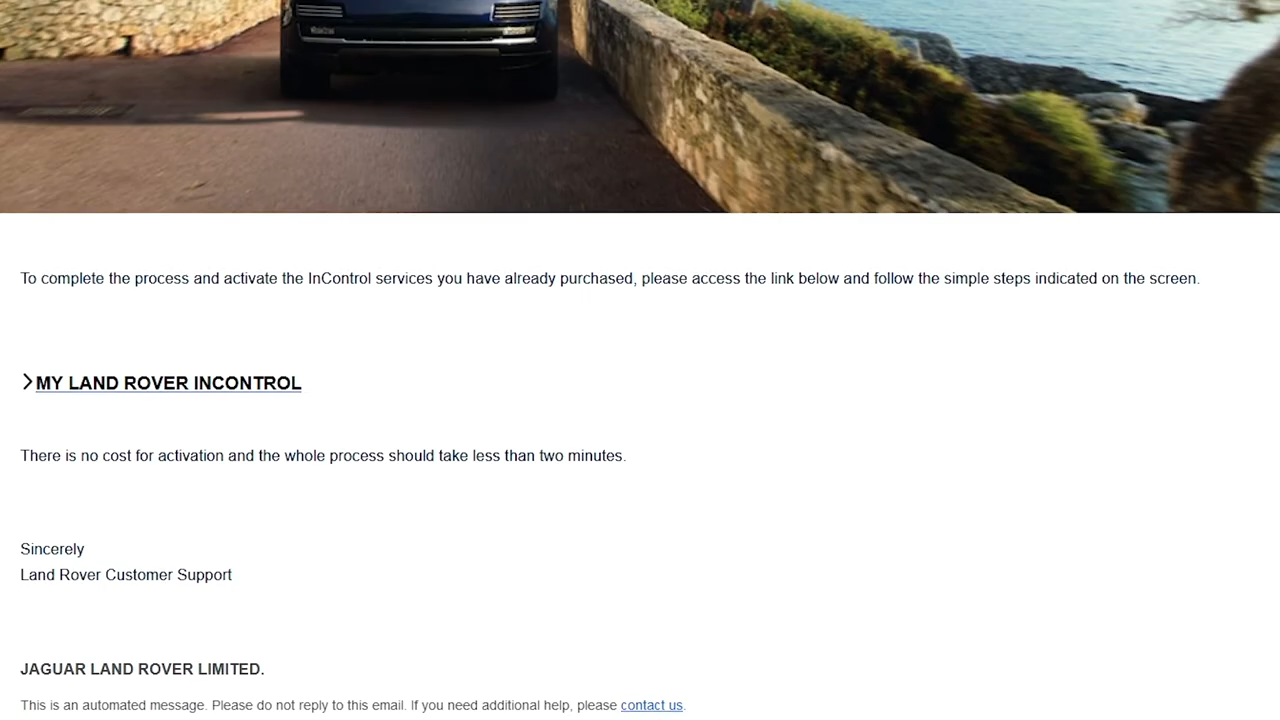 To complete the process and activate the InControl services you have already purchased, please access the link below and follow the simple steps indicated on the screen.
MY LAND ROVER INCONTROL
There is no cost for activation and the whole process should take less than two minutes.
Sincerely
Land Rover Customer Support
JAGUAR LAND ROVER LIMITED.
This is an automated message. Please do not reply to this email. If you need additional help, please contact us.